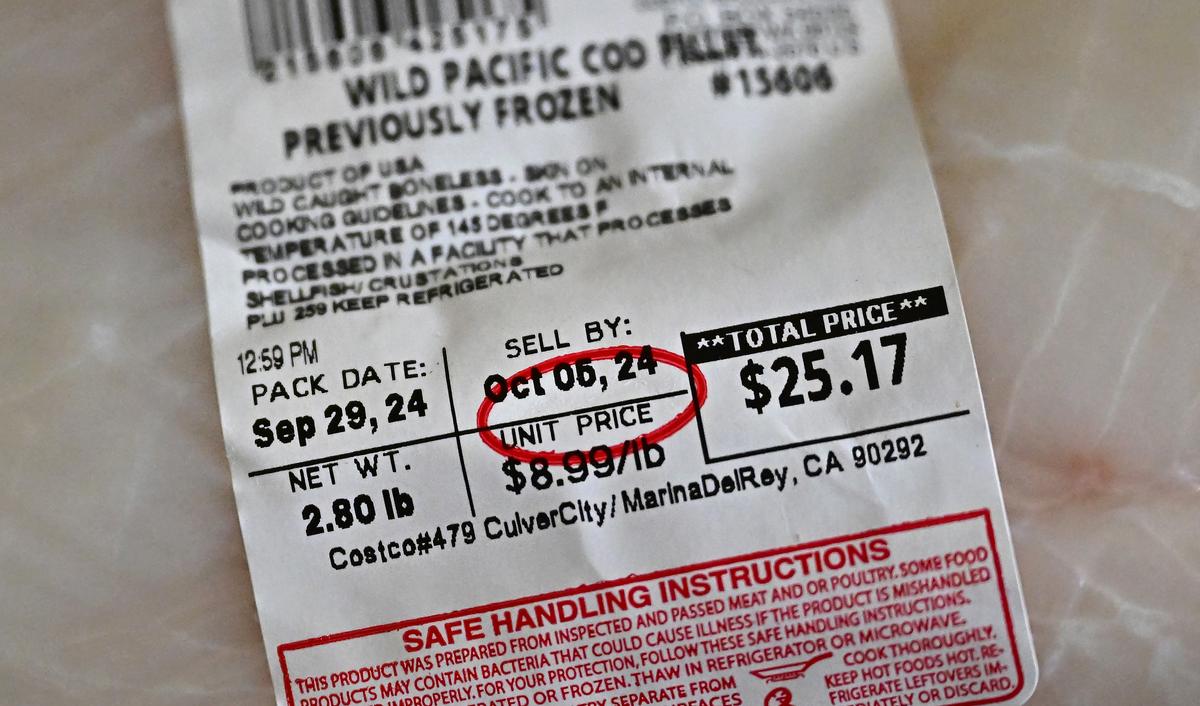 WILD PACIFIC COD FILLET
#15606
PREVIOUSLY FROZEN
PRODUCT OF USA
WILD CAUGHT BONELESS - SKIN ON
COOKING GUIDELINES - COOK TO AN INTERNAL
TEMPERATURE OF 145 DEGREES F
PROCESSED IN A FACILITY THAT PROCESSES
SHELLFISH/ CRUSTATIONS
PLU 259 KEEP REFRIGERATED
12:59 PM
PACK DATE:
Sep 29, 24
SELL BY:
Oct 06, 24
**TOTAL PRICE**
$25.17
NET WT.
2.80 lb
UNIT PRICE
$8.99/lb
Costco#479 CulverCity/MarinaDelRey, CA 90292
SAFE HANDLING INSTRUCTIONS
THIS PRODUCT WAS PREPARED FROM INSPECTED AND PASSED MEAT AND OR POULTRY. SOME FOOD
PRODUCTS MAY CONTAIN BACTERIA THAT COULD CAUSE ILLNESS IF THE PRODUCT IS MISHANDLED
IMPROPERLY. FOR YOUR PROTECTION, FOLLOW THESE SAFE HANDLING INSTRUCTIONS.
OR FROZEN. THAW IN REFRIGERATOR OR MICROWAVE.
SEPARATE FROM
COOK THOROUGHLY.
KEEP HOT FOODS HOT. RE-
FRIGERATE LEFTOVERS IM-
OR DISCARD.